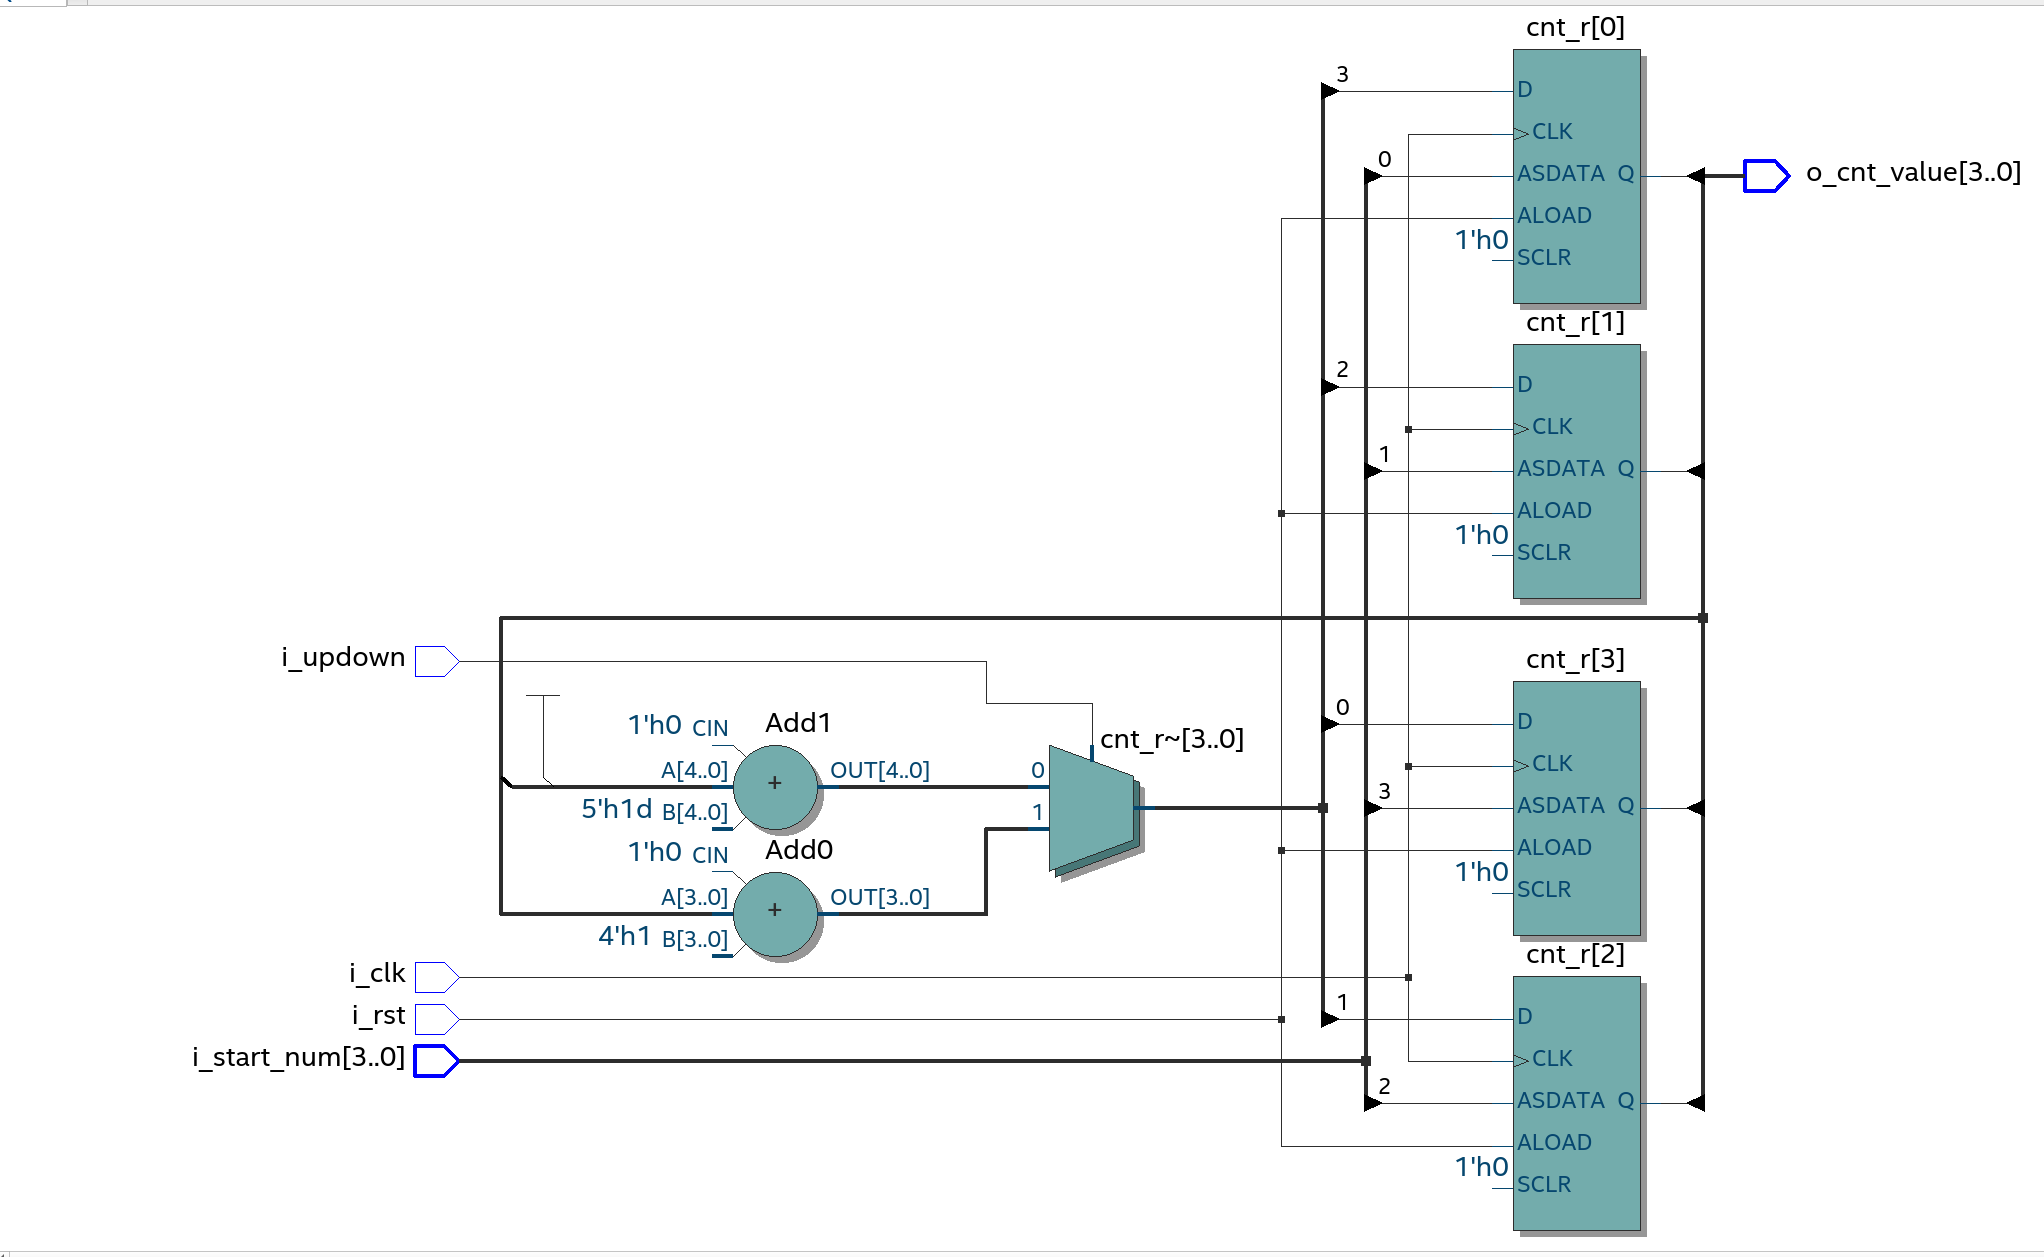 cnt_r[0]
3
D
CLK
0
ASDATA Q
o_cnt_value[3..0]
ALOAD
1'h0
SCLR
cnt_r[1]
2
D
CLK
1
ASDATA Q
ALOAD
1'h0
SCLR
i_updown
cnt_r[3]
0
D
1'h0 CIN
Add1
cnt_r~[3..0]
CLK
A[4..0]
OUT[4..0]
0
3
ASDATA Q
5'h1d B[4..0]
1
ALOAD
1'h0 CIN
Add0
1'h0
SCLR
A[3..0]
OUT[3..0]
4'h1 B[3..0]
cnt_r[2]
i_clk
1
D
i_rst
i_start_num[3..0]
CLK
2
ASDATA Q
ALOAD
1'h0
SCLR